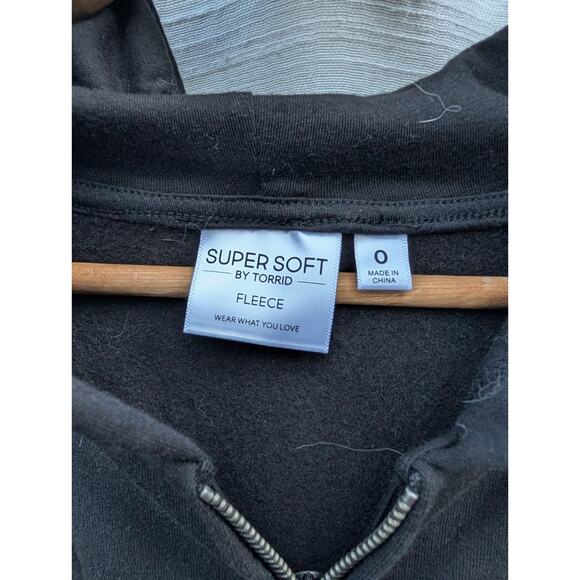 SUPER SOFT
BY TORRID
FLEECE
WEAR WHAT YOU LOVE
0
MADE IN
CHINA